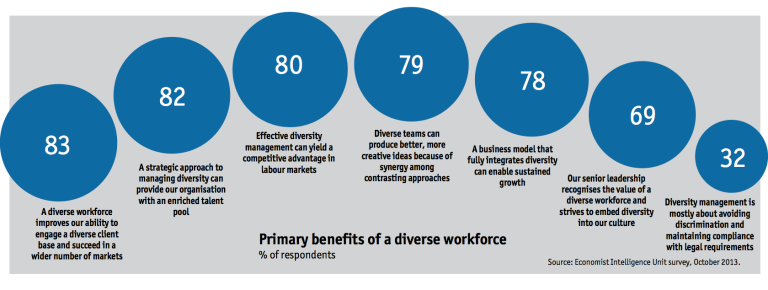 83
A diverse workforce
improves our ability to
engage a diverse client
base and succeed in a
wider number of markets
82
A strategic approach to
managing diversity can
provide our organisation
with an enriched talent
pool
80
Effective diversity
management can yield a
competitive advantage in
labour markets
79
Diverse teams can
produce better, more
creative ideas because of
synergy among
contrasting approaches
78
A business model that
fully integrates diversity
can enable sustained
growth
69
Our senior leadership
recognises the value of a
diverse workforce and
strives to embed diversity
into our culture
32
Diversity management is
mostly about avoiding
discrimination and
maintaining compliance
with legal requirements
Primary benefits of a diverse workforce
% of respondents
Source: Economist Intelligence Unit survey, October 2013.